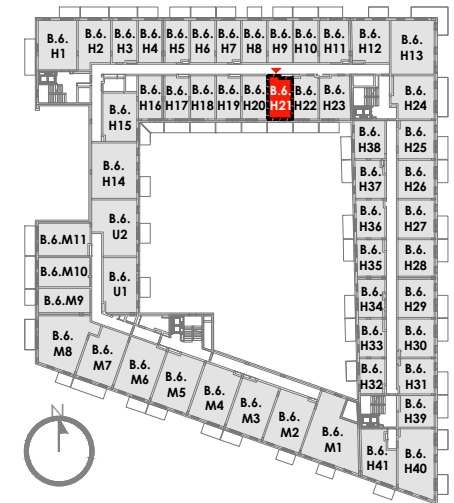 B.6.
H1
B.6.
H2
B.6.
H3
B.6.
H4
B.6.
H5
B.6.
H6
B.6.
H7
B.6.
H8
B.6.
H9
B.6.
H10
B.6.
H11
B.6.
H12
B.6.
H13
B.6.
H16
B.6.
H17
B.6.
H18
B.6.
H19
B.6.
H20
B.6.
H21
B.6.
H22
B.6.
H23
B.6.
H24
B.6.
H15
B.6.
H38
B.6.
H25
B.6.
H14
B.6.
H37
B.6.
H26
B.6.
U2
B.6.
H36
B.6.
H27
B.6.M11
B.6.
H35
B.6.
H28
B.6.M10
B.6.
U1
B.6.
H34
B.6.
H29
B.6.M9
B.6.
H33
B.6.
H30
B.6.
M8
B.6.
M7
B.6.
M6
B.6.
M5
B.6.
M4
B.6.
M3
B.6.
M2
B.6.
M1
B.6.
H32
B.6.
H31
B.6.
H39
B.6.
H41
B.6.
H40
N